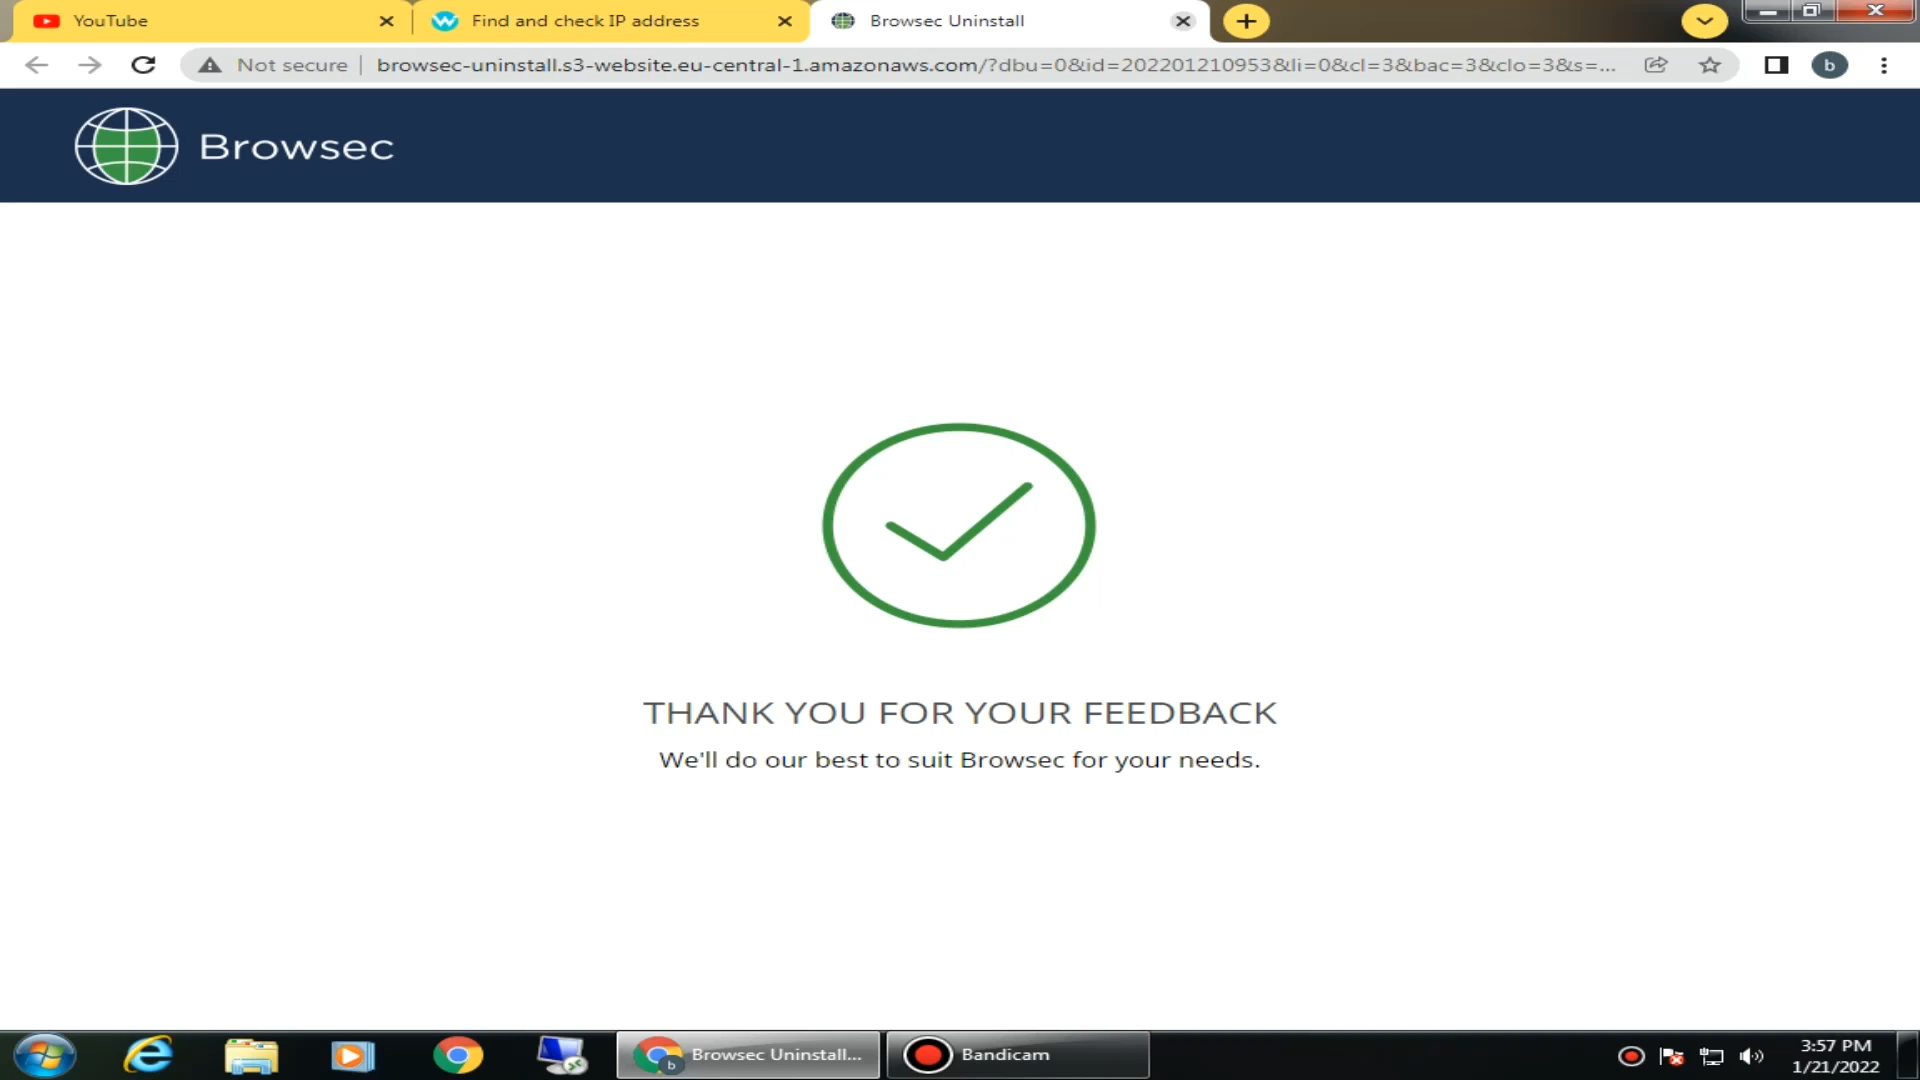 YouTube
Find and check IP address
Browsec Uninstall
Not secure
browsec-uninstall.s3-website.eu-central-1.amazonaws.com/?dbu=0&id=202201210953&li=0&cl=3&bac=3&clo=3&s=...
b
Browsec
THANK YOU FOR YOUR FEEDBACK
We'll do our best to suit Browsec for your needs.
b
Browsec Uninstall...
Bandicam
3:57 PM
1/21/2022